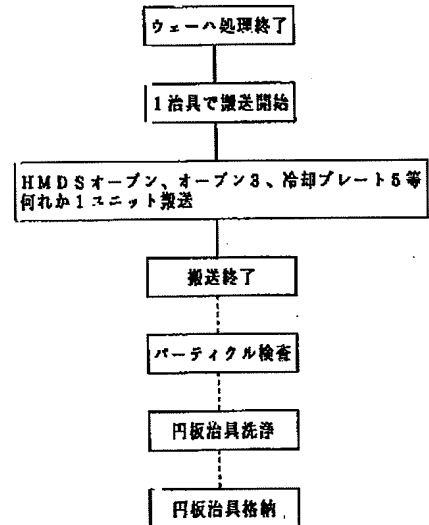 ウェーハ処理終了
1治具で搬送開始
HMDSオーブン、オーブン3、冷却プレート5等
何れか1ユニット搬送
搬送終了
パーティクル検査
円板治具洗浄
円板治具格納